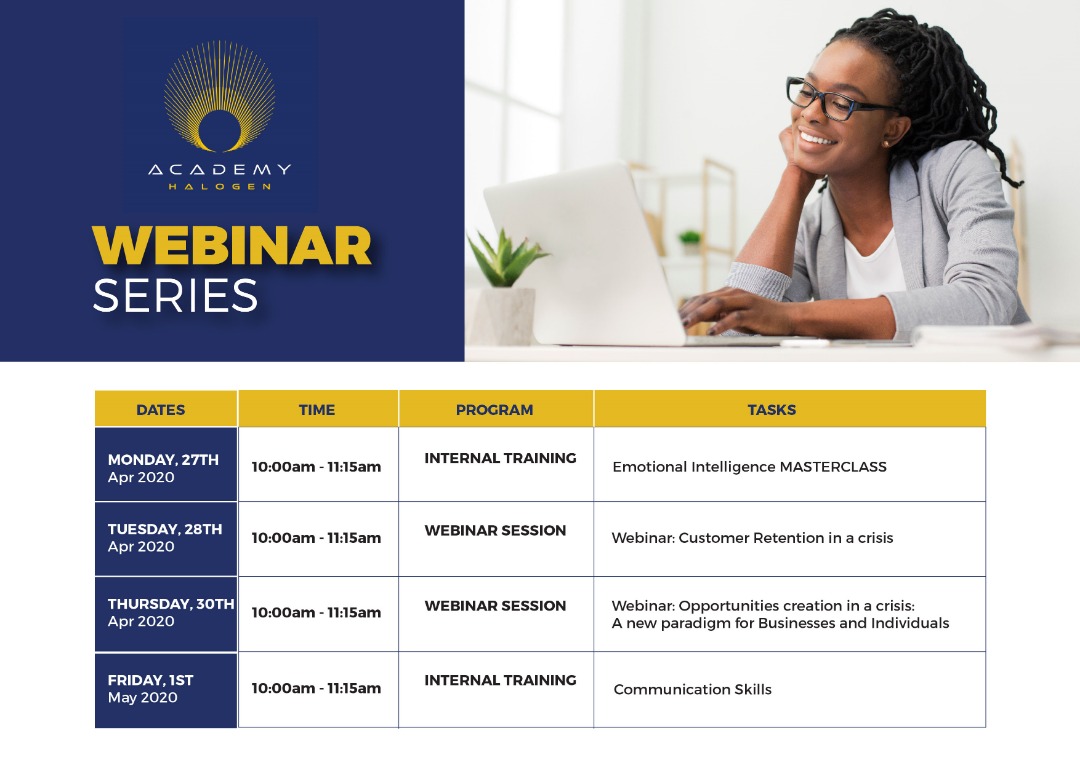 ACADEMY
HALOGEN
WEBINAR
SERIES
DATES TIME PROGRAM TASKS
MONDAY, 27TH
Apr 2020
10:00am - 11:15am
INTERNAL TRAINING
Emotional Intelligence MASTERCLASS
TUESDAY, 28TH
Apr 2020
10:00am - 11:15am
WEBINAR SESSION
Webinar: Customer Retention in a crisis
THURSDAY, 30TH
Apr 2020
10:00am - 11:15am
WEBINAR SESSION
Webinar: Opportunities creation in a crisis:
A new paradigm for Businesses and Individuals
FRIDAY, 1ST
May 2020
10:00am - 11:15am
INTERNAL TRAINING
Communication Skills